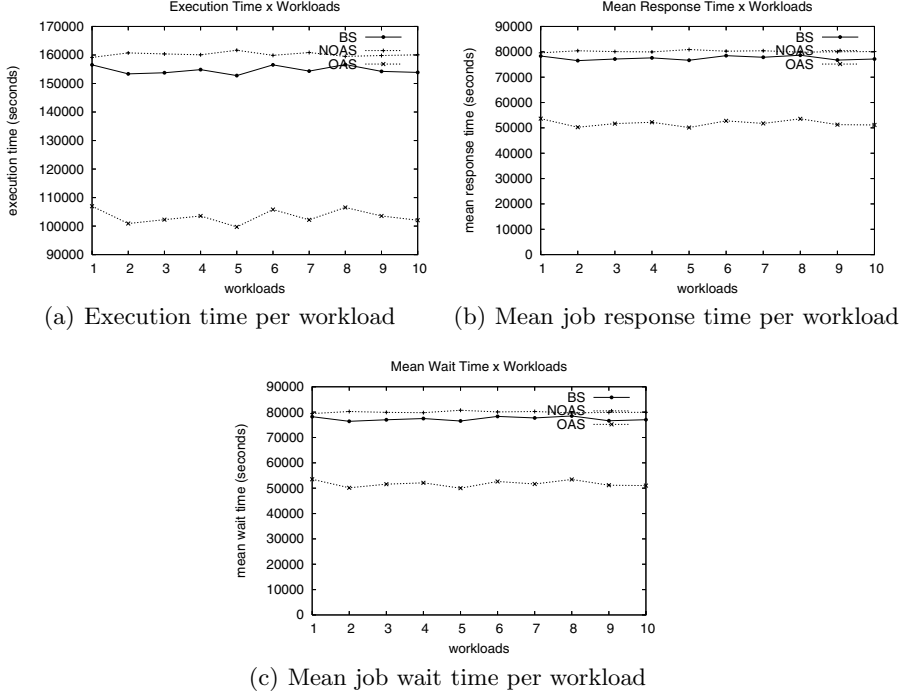 Execution Time x Workloads
170000
160000
150000
140000
130000
120000
110000
100000
90000
execution time (seconds)
BS
NOAS
OAS
1 2 3 4 5 6 7 8 9 10
workloads
(a) Execution time per workload
Mean Response Time x Workloads
90000
80000
70000
60000
50000
40000
30000
20000
10000
0
mean response time (seconds)
BS
NOAS
OAS
1 2 3 4 5 6 7 8 9 10
workloads
(b) Mean job response time per workload
Mean Wait Time x Workloads
90000
80000
70000
60000
50000
40000
30000
20000
10000
0
mean wait time (seconds)
BS
NOAS
OAS
1 2 3 4 5 6 7 8 9 10
workloads
(c) Mean job wait time per workload